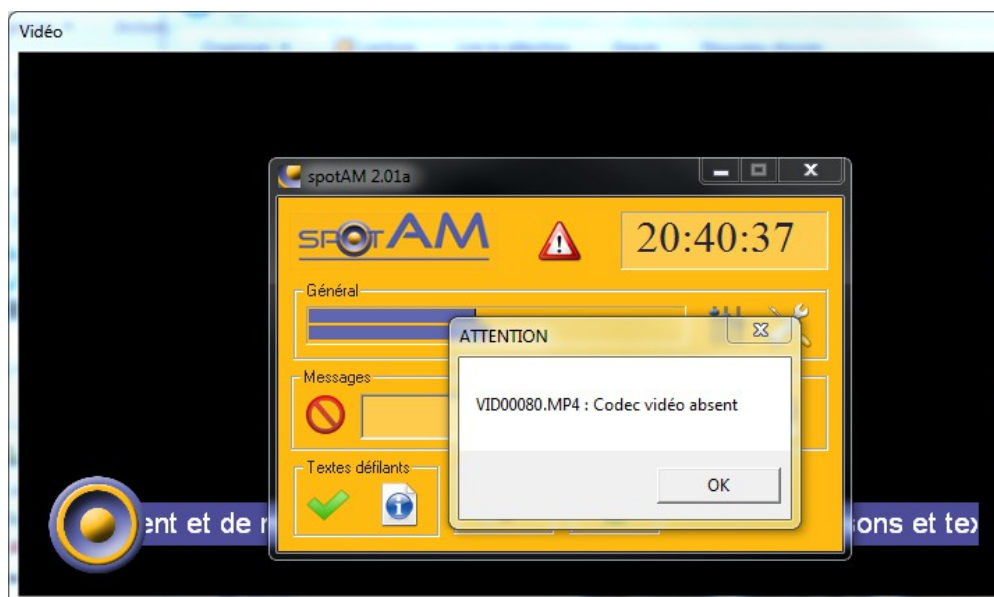 Vidéo
spotAM 2.01a
SPOTAM
20:40:37
Général
ATTENTION
Messages
VID00080.MP4 : Codec vidéo absent
Textes défilants
OK
ent et de
ons et tex